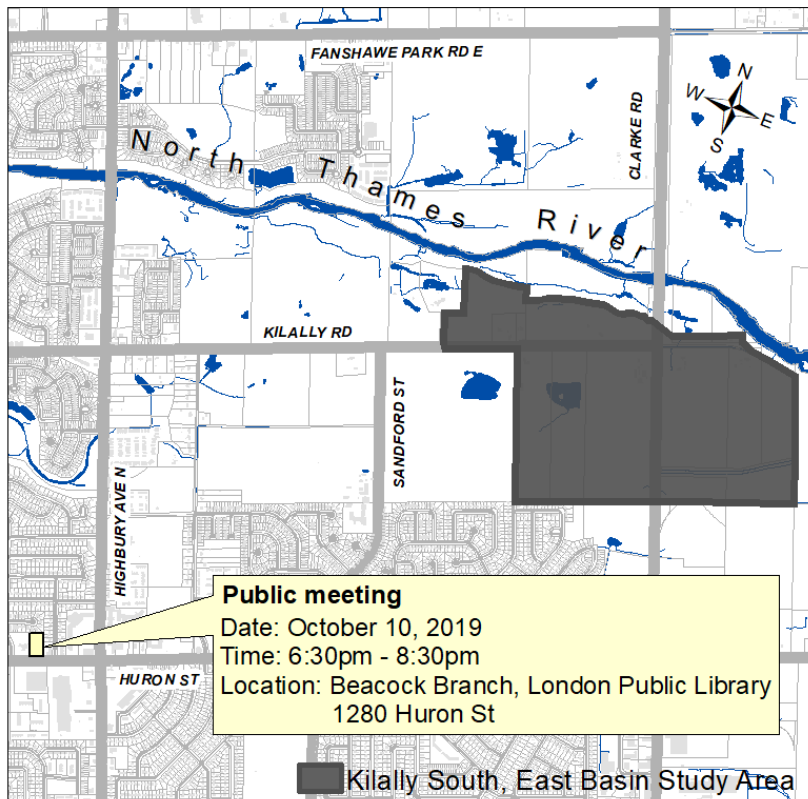 FANSHAWE PARK RD E
CLARKE RD
N
W
E
S
North Thames River
KILALLY RD
SANDFORD ST
HIGHBURY AVE N
Public meeting
Date: October 10, 2019
Time: 6:30pm - 8:30pm
Location: Beacock Branch, London Public Library
1280 Huron St
HURON ST
Kilally South, East Basin Study Area